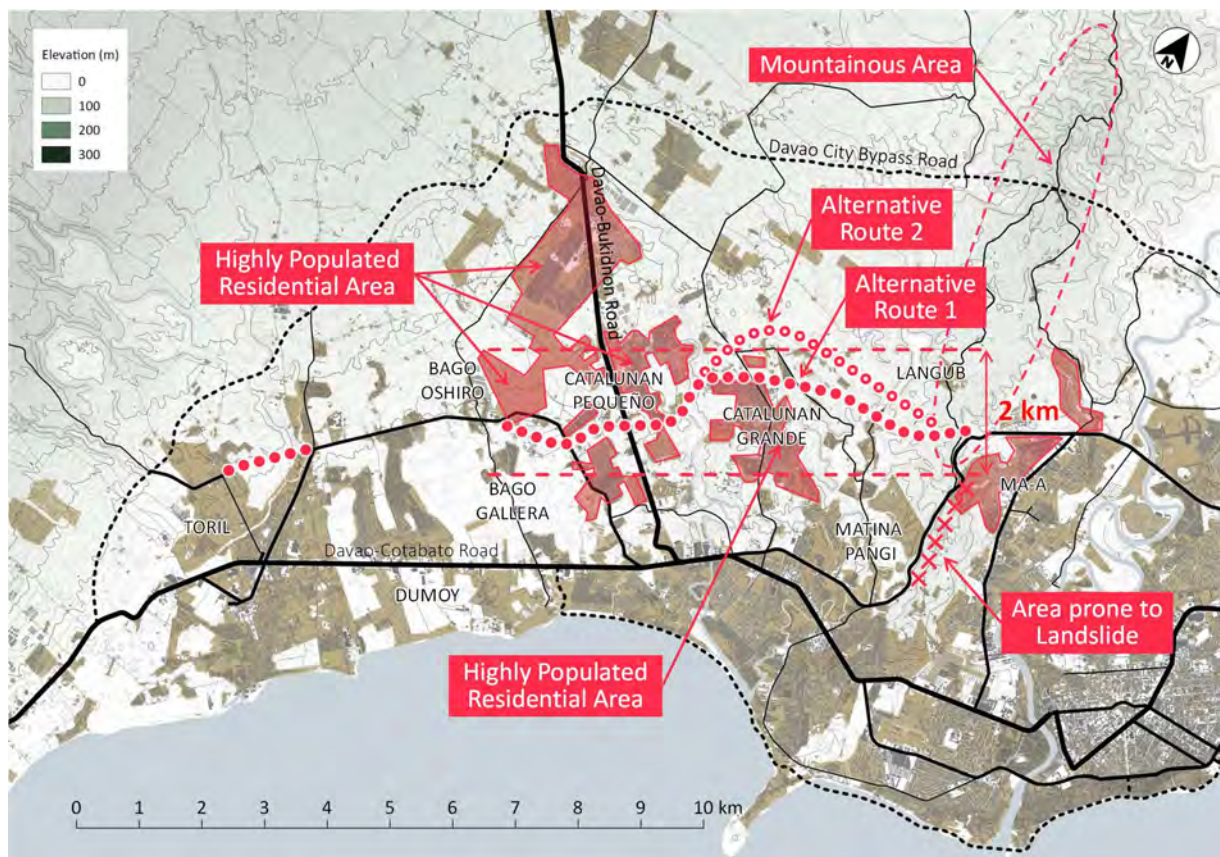 Elevation (m)
0
100
200
300
Mountainous Area
N
Davao City Bypass Road
Davao-Bukidnon Road
Alternative
Route 2
Highly Populated
Residential Area
Alternative
Route 1
BAGO
OSHIRO
CATALUNAN
PEQUEÑO
LANGUB
2 km
CATALUNAN
GRANDE
MA-A
BAGO
GALLERA
TORIL
MATINA
PANGI
Davao-Cotabato Road
DUMOY
Area prone to
Landslide
Highly Populated
Residential Area
0 1 2 3 4 5 6 7 8 9 10 km